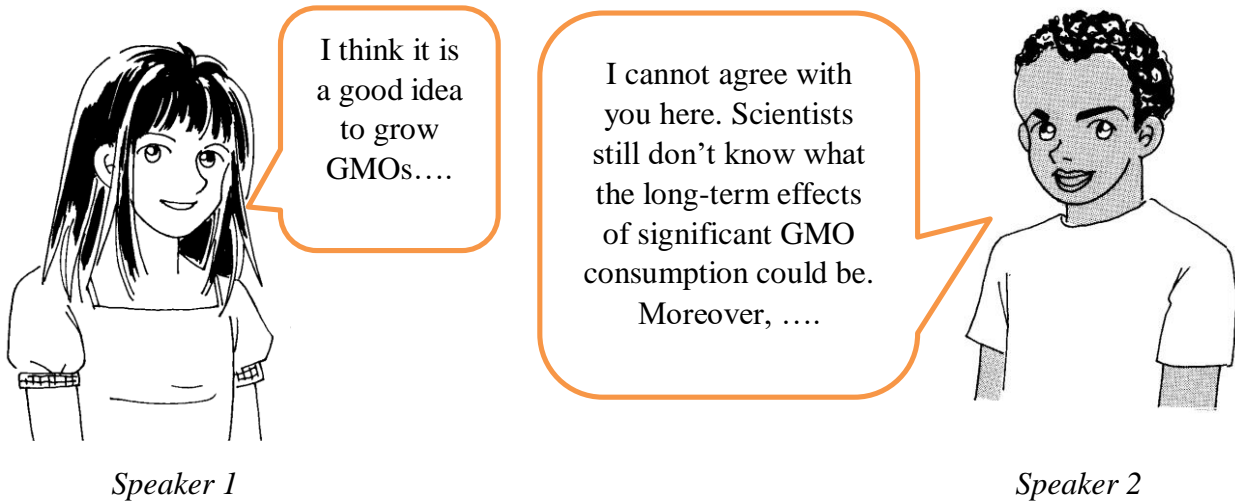 I think it is
a good idea
to grow
GMOs….
I cannot agree with
you here. Scientists
still don’t know what
the long-term effects
of significant GMO
consumption could be.
Moreover, ….
Speaker 1
Speaker 2